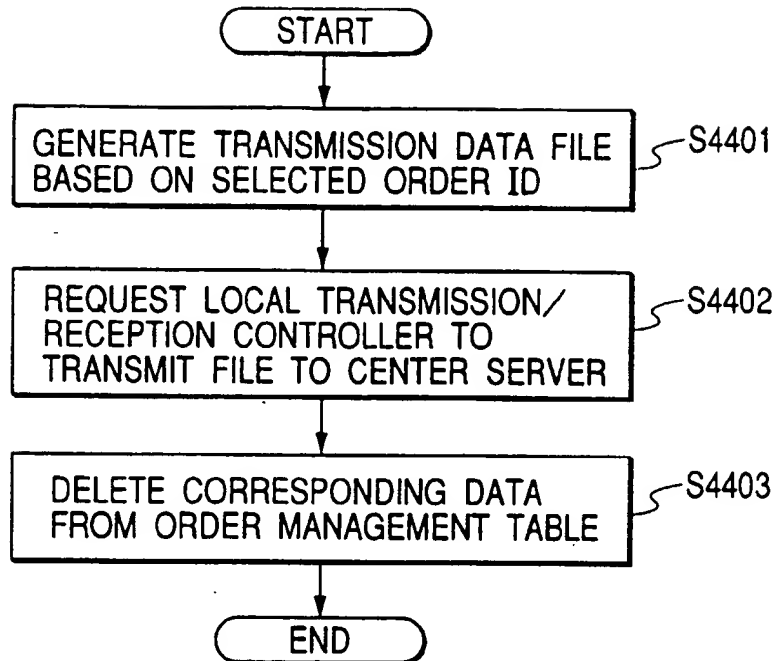 START
GENERATE TRANSMISSION DATA FILE
BASED ON SELECTED ORDER ID
S4401
REQUEST LOCAL TRANSMISSION/
RECEPTION CONTROLLER TO
TRANSMIT FILE TO CENTER SERVER
S4402
DELETE CORRESPONDING DATA
FROM ORDER MANAGEMENT TABLE
S4403
END